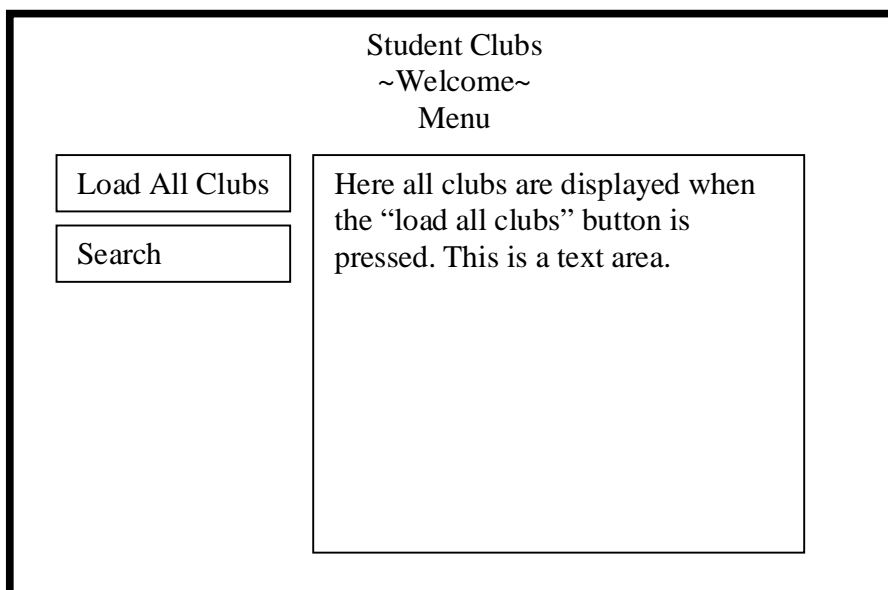 Student Clubs
~Welcome~
Menu
Load All Clubs
Search
Here all clubs are displayed when
the “load all clubs” button is
pressed. This is a text area.